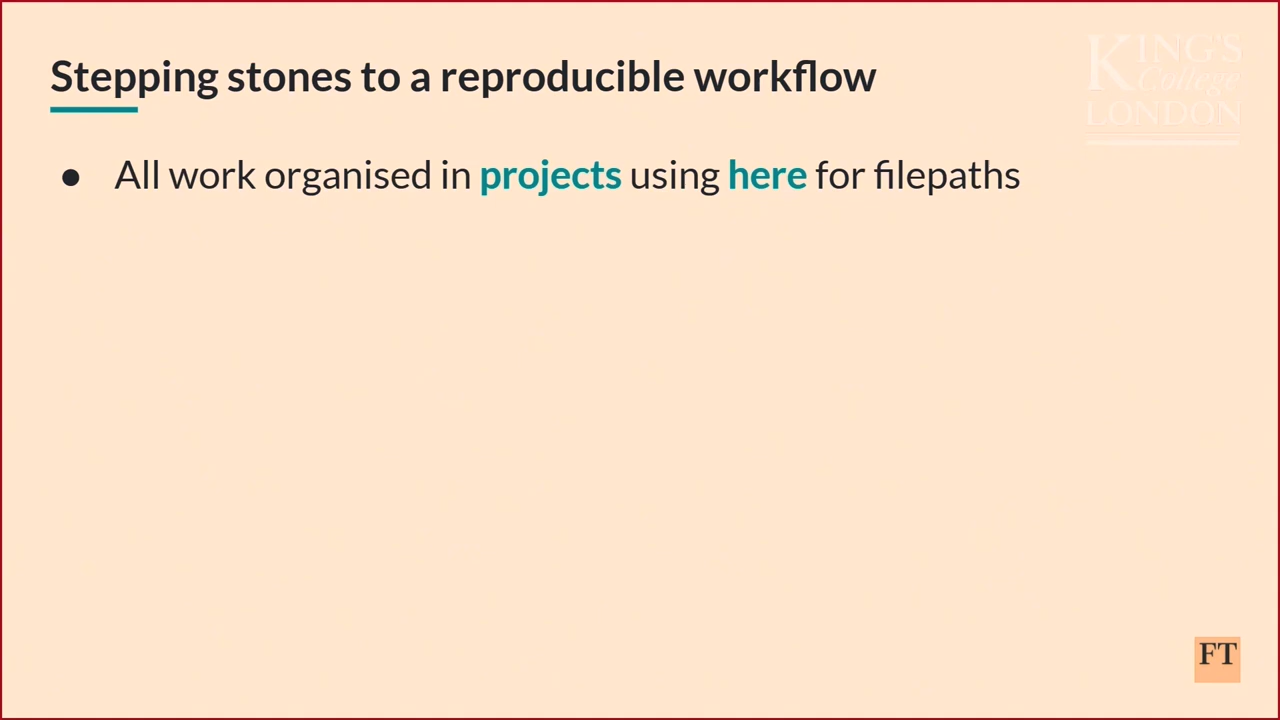 Stepping stones to a reproducible workflow
KING'S
College
LONDON
● All work organised in projects using here for filepaths
FT